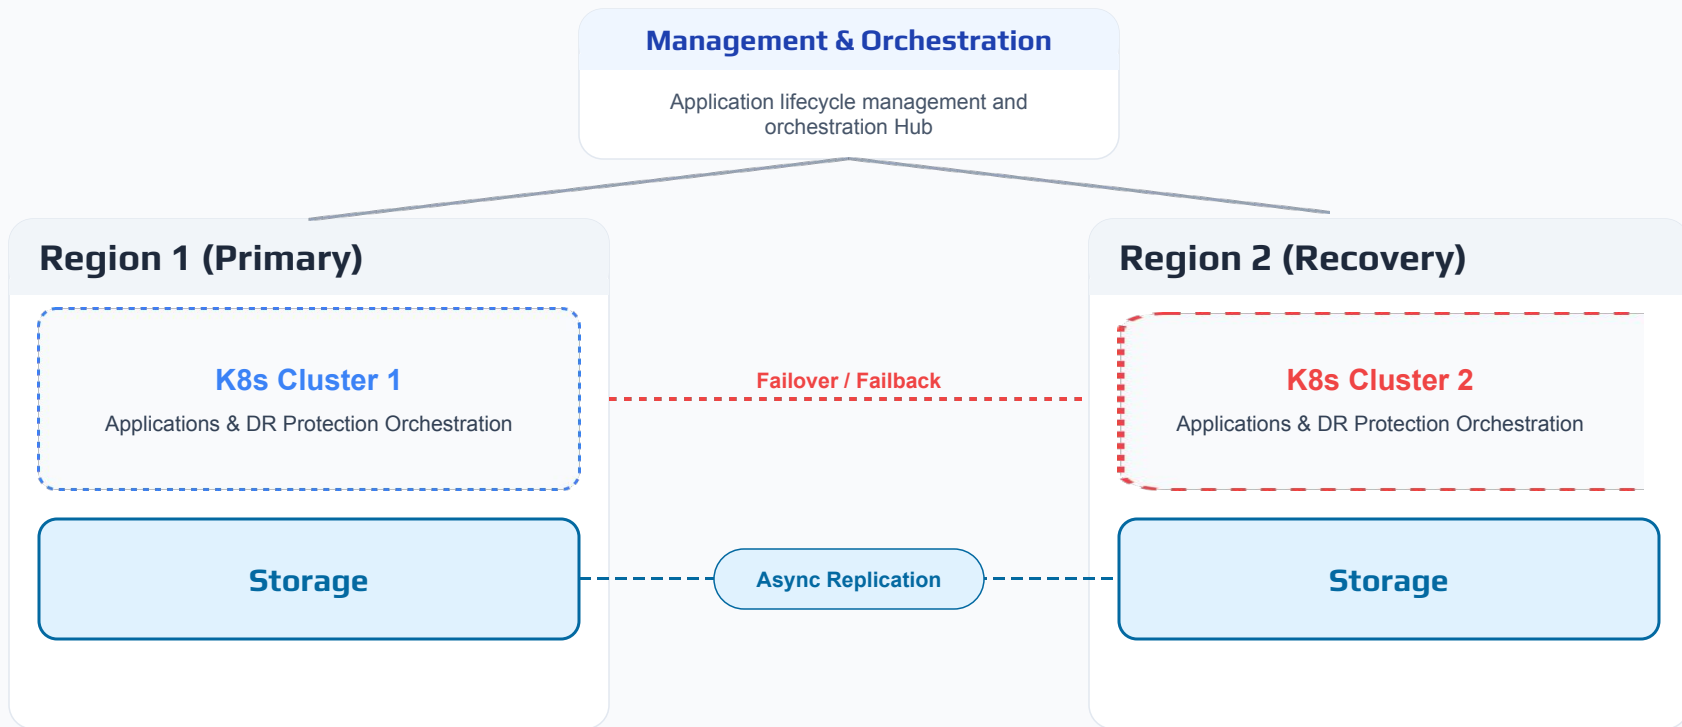 Management & Orchestration
Application lifecycle management and
orchestration Hub
Region 1 (Primary)
K8s Cluster 1
Applications & DR Protection Orchestration
Storage
Failover / Failback
Async Replication
Region 2 (Recovery)
K8s Cluster 2
Applications & DR Protection Orchestration
Storage